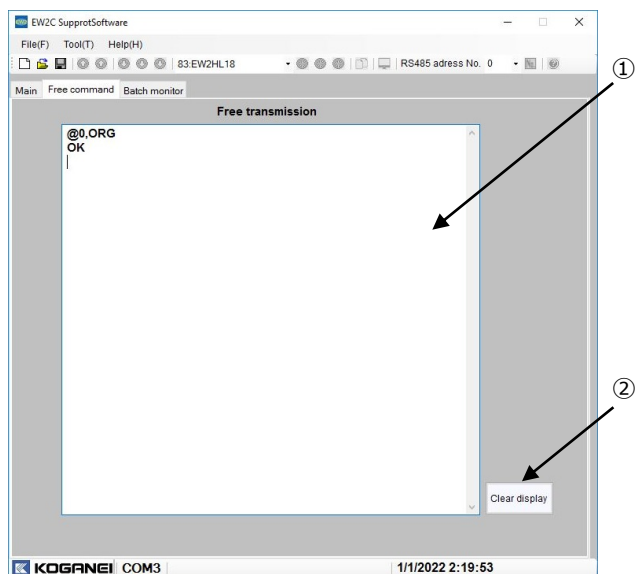 EW2C SupprotSoftware
File(F) Tool(T) Help(H)
83:EW2HL18 RS485 adress No. 0
①
Main Free command Batch monitor
Free transmission
@0,ORG
OK
②
Clear display
KOGANEI COM3 1/1/2022 2:19:53